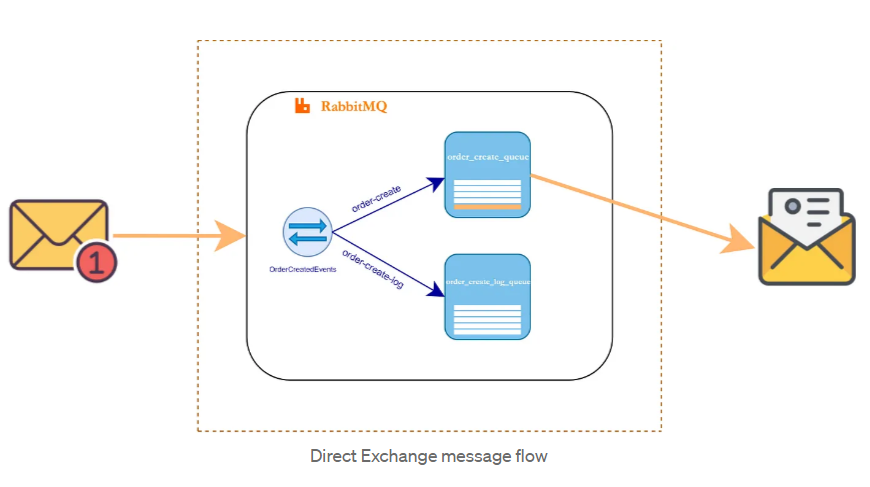 RabbitMQ
order_create_queue
order-create
1
OrderCreatedEvents
order-create-log
order_create_log_queue
Direct Exchange message flow